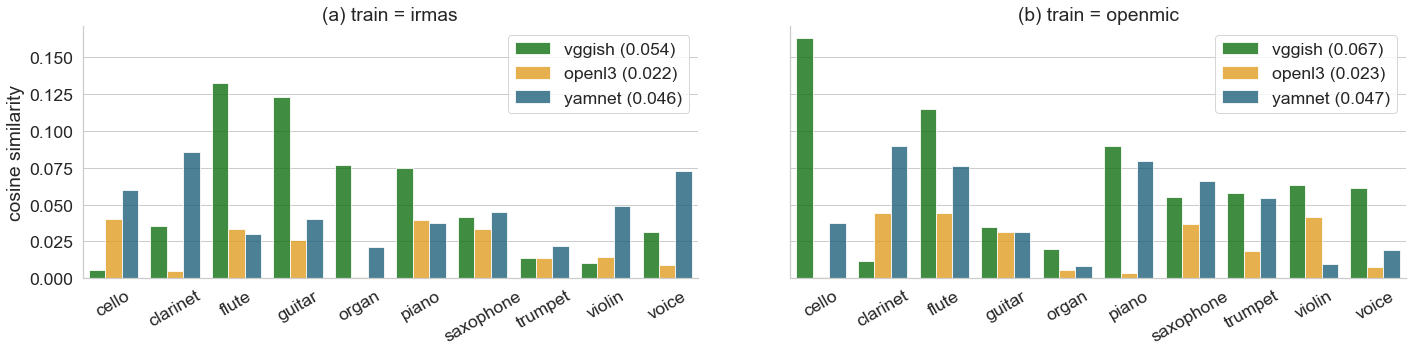 (a) train = irmas
(b) train = openmic
cosine similarity
0.150
0.125
0.100
0.075
0.050
0.025
0.000
vggish (0.054)
openl3 (0.022)
yamnet (0.046)
vggish (0.067)
openl3 (0.023)
yamnet (0.047)
cello clarinet flute guitar organ piano saxophone trumpet violin voice
cello clarinet flute guitar organ piano saxophone trumpet violin voice